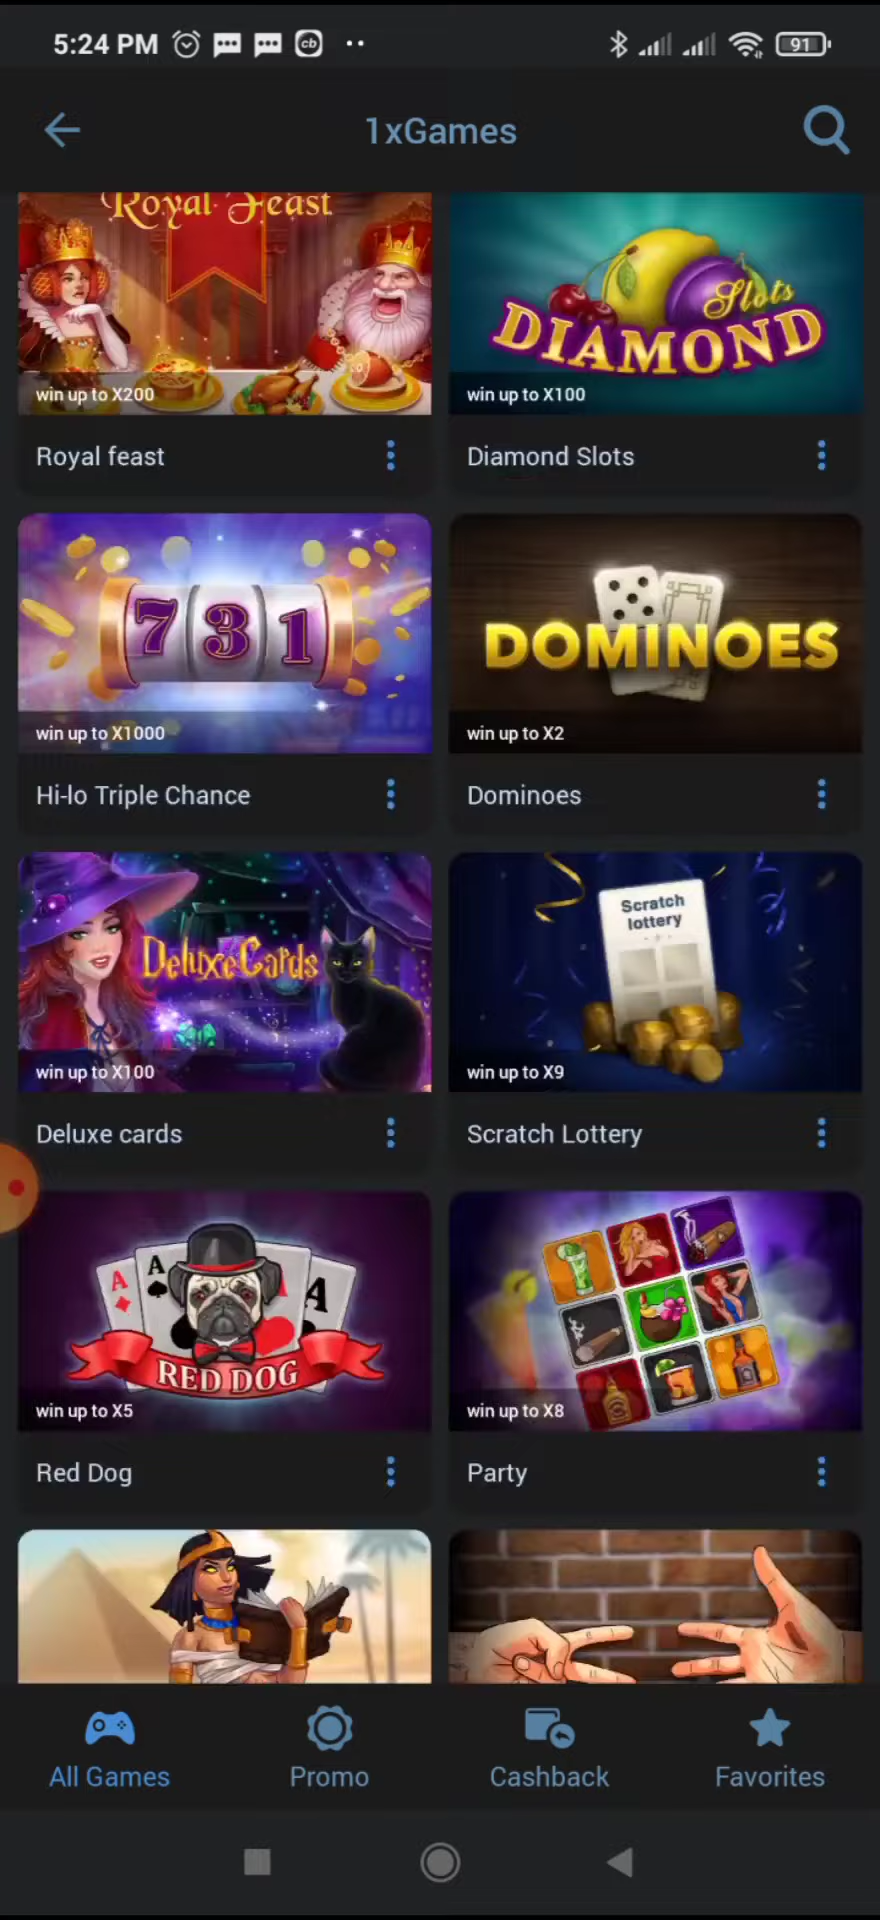 5:24 PM
cb
91
1xGames
Royal Feast
win up to X200
Slots
DIAMOND
win up to X100
Royal feast
Diamond Slots
731
win up to X1000
DOMINOES
win up to X2
Hi-lo Triple Chance
Dominoes
DeluxeCards
win up to X100
Scratch
lottery
win up to X9
Deluxe cards
Scratch Lottery
A
A
A
RED DOG
win up to X5
win up to X8
Red Dog
Party
All Games
Promo
Cashback
Favorites